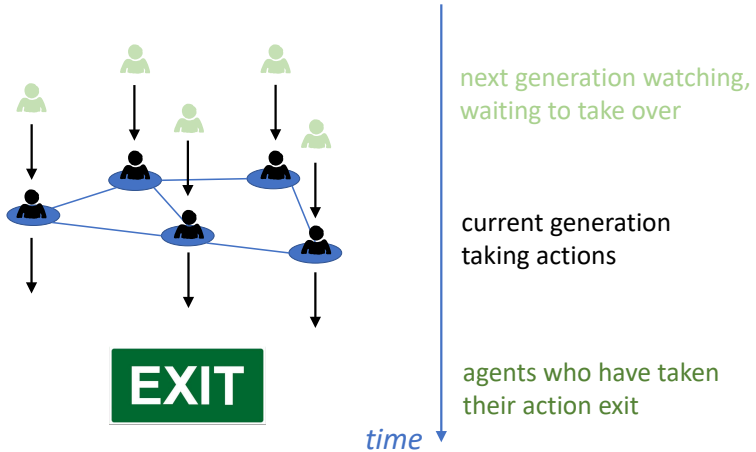 next generation watching,
waiting to take over
current generation
taking actions
EXIT
agents who have taken
their action exit
time